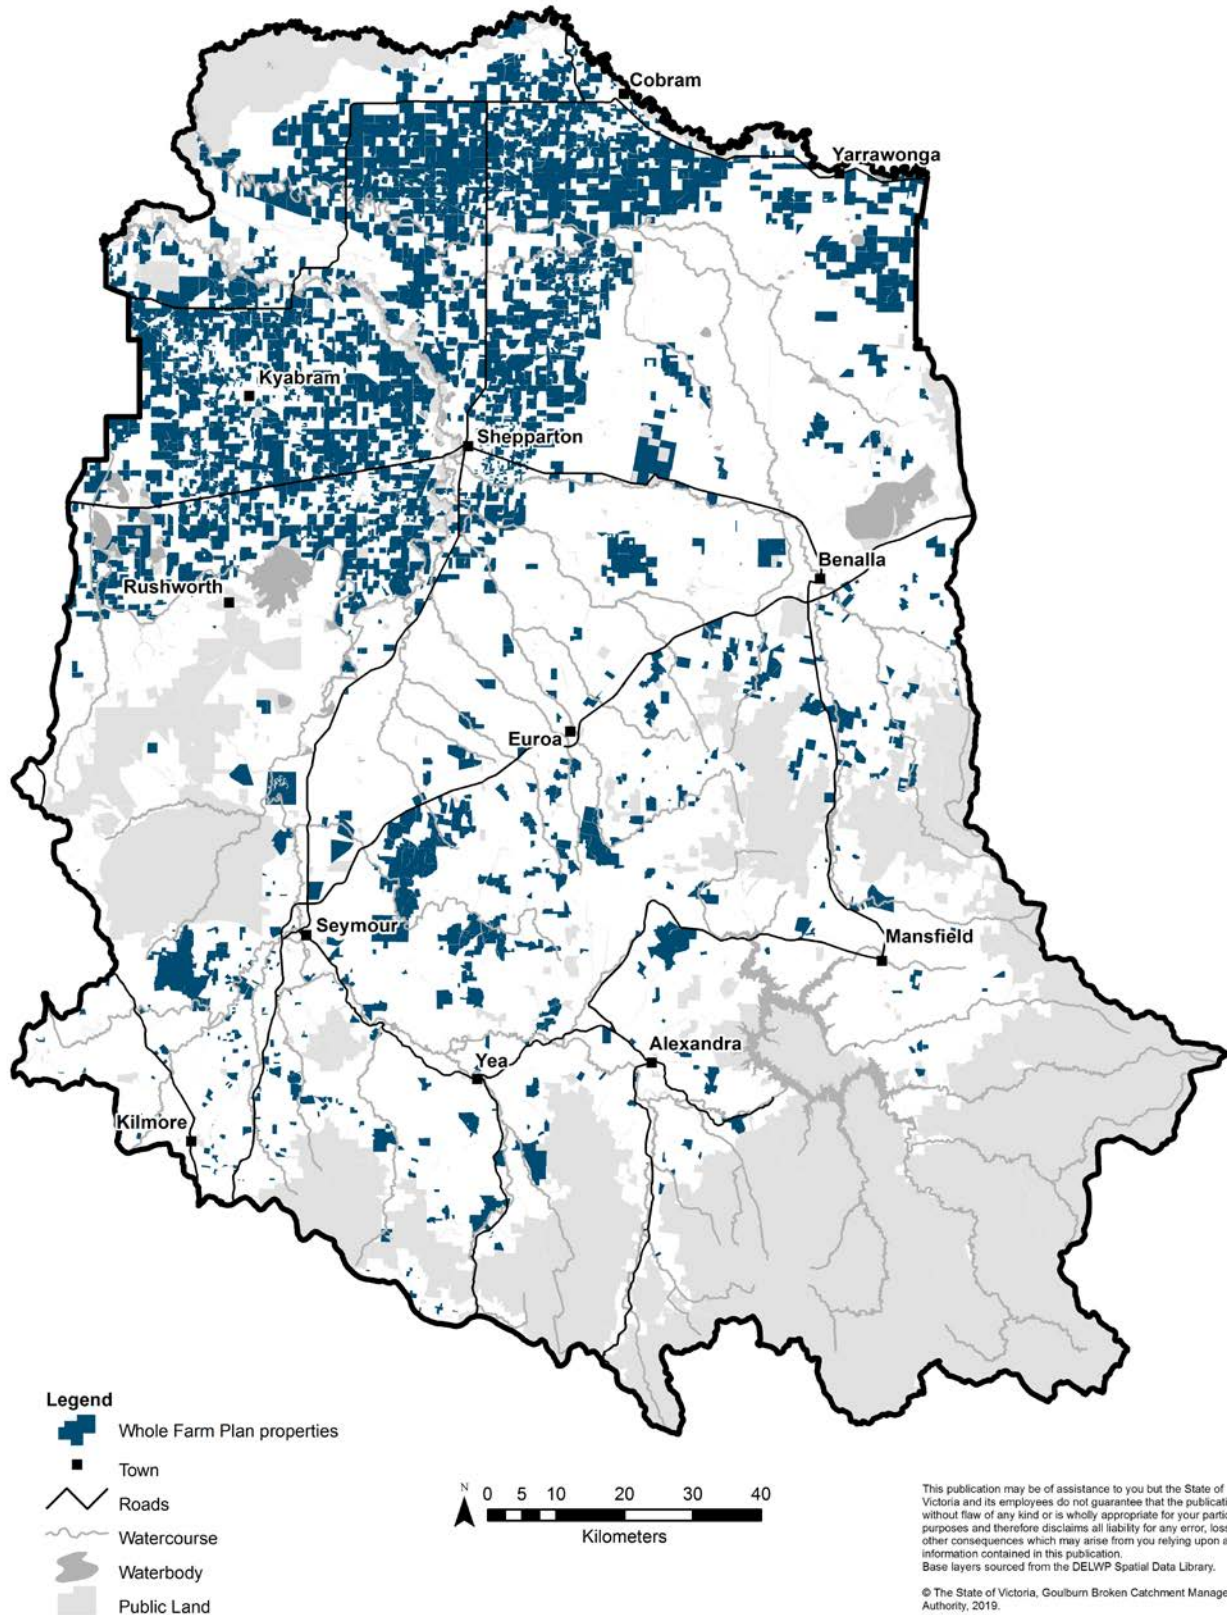 Cobram
Yarrawonga
Kyabram
Shepparton
Benalla
Rushworth
Euroa
Seymour
Mansfield
Alexandra
Yea
Kilmore
Legend
Whole Farm Plan properties
Town
Roads
Watercourse
Waterbody
Public Land
N
0 5 10 20 30 40
Kilometers
This publication may be of assistance to you but the State of
Victoria and its employees do not guarantee that the publicati
without flaw of any kind or is wholly appropriate for your partic
purposes and therefore disclaims all liability for any error, loss
other consequences which may arise from you relying upon a
information contained in this publication.
Base layers sourced from the DELWP Spatial Data Library.
© The State of Victoria, Goulburn Broken Catchment Manage
Authority, 2019.